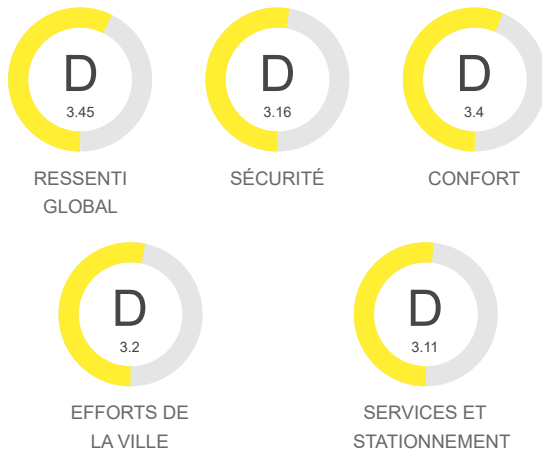 D
3.45
RESSENTI
GLOBAL
D
3.16
SÉCURITÉ
D
3.4
CONFORT
D
3.2
EFFORTS DE
LA VILLE
D
3.11
SERVICES ET
STATIONNEMENT